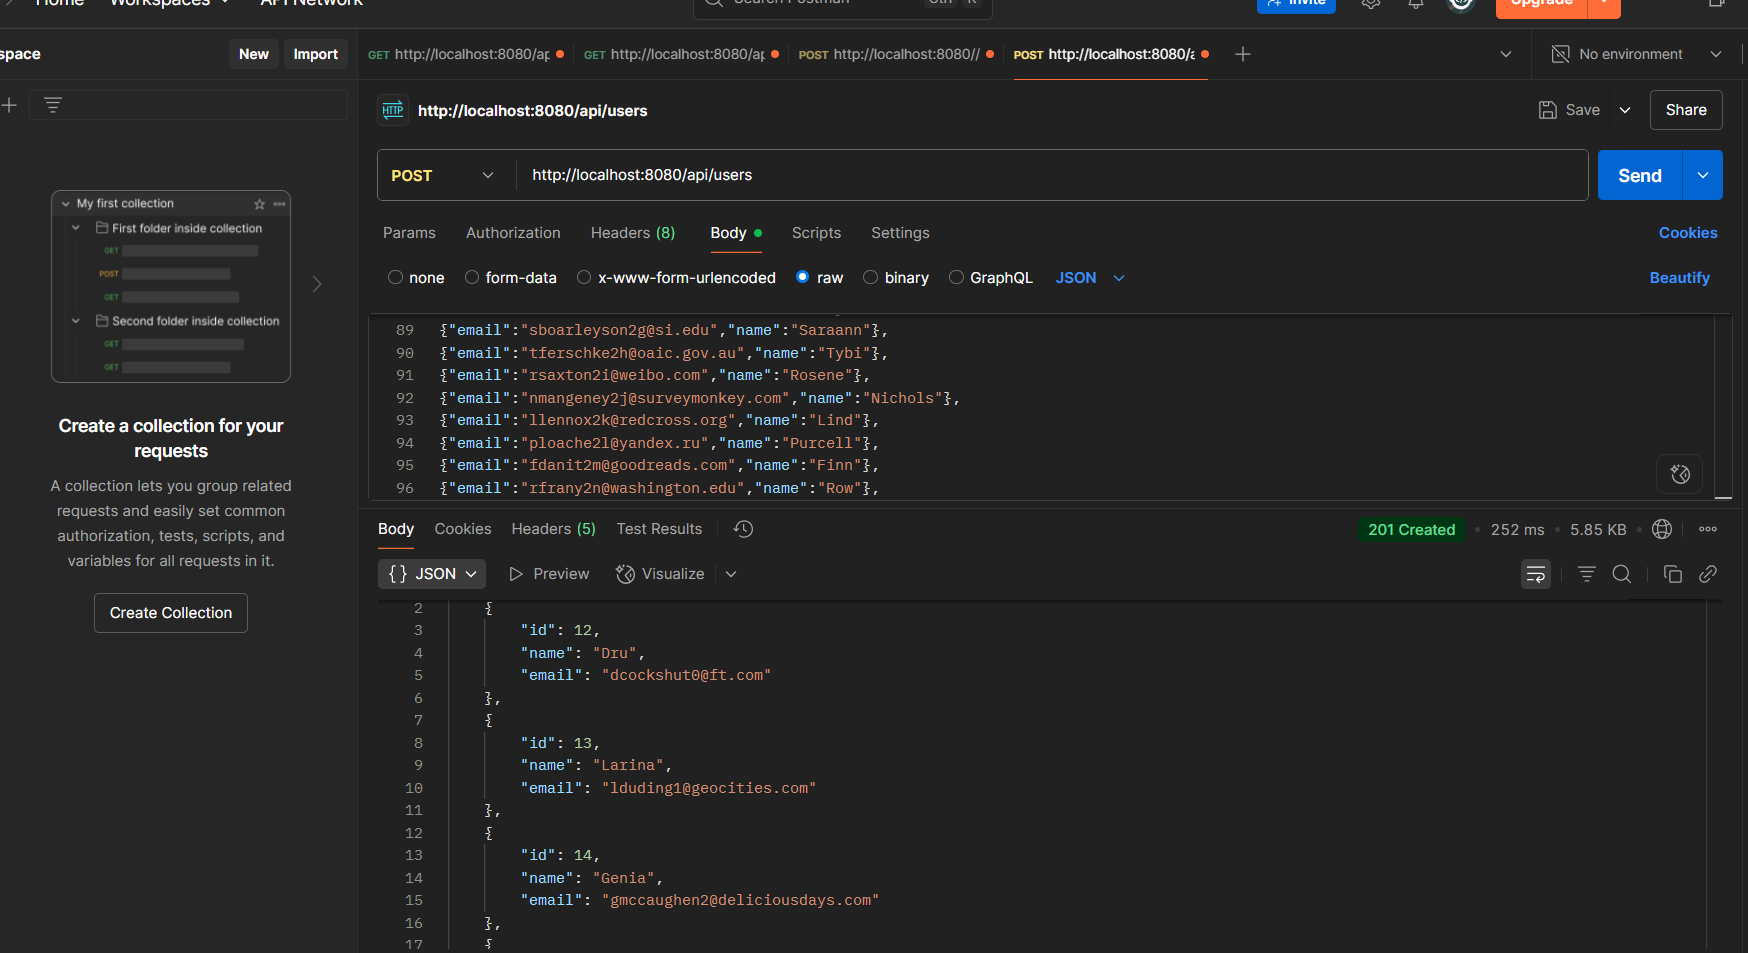 Home Workspaces API Network Search Postman Ctrl K Invite Upgrade
space New Import
GET http://localhost:8080/ap GET http://localhost:8080/ap POST http://localhost:8080// POST http://localhost:8080/a No environment
HTTP http://localhost:8080/api/users Save Share
POST http://localhost:8080/api/users Send
Params Authorization Headers (8) Body Scripts Settings Cookies
none form-data x-www-form-urlencoded raw binary GraphQL JSON Beautify
89 {"email":"sboarleyson2g@si.edu","name":"Saraann"},
90 {"email":"tferschke2h@oaic.gov.au","name":"Tybi"},
91 {"email":"rsaxton2i@weibo.com","name":"Rosene"},
92 {"email":"nmangeney2j@surveymonkey.com","name":"Nichols"},
93 {"email":"llennox2k@redcross.org","name":"Lind"},
94 {"email":"ploache2l@yandex.ru","name":"Purcell"},
95 {"email":"fdanit2m@goodreads.com","name":"Finn"},
96 {"email":"rfrany2n@washington.edu","name":"Row"},
My first collection
First folder inside collection
GET
POST
GET
Second folder inside collection
GET
GET
Create a collection for your
requests
A collection lets you group related
requests and easily set common
authorization, tests, scripts, and
variables for all requests in it.
Create Collection
Body Cookies Headers (5) Test Results 201 Created 252 ms 5.85 KB
{} JSON Preview Visualize
2 {
3 "id": 12,
4 "name": "Dru",
5 "email": "dcockshut0@ft.com"
6 },
7 {
8 "id": 13,
9 "name": "Larina",
10 "email": "lduding1@geocities.com"
11 },
12 {
13 "id": 14,
14 "name": "Genia",
15 "email": "gmccaughen2@deliciousdays.com"
16 },
17 {